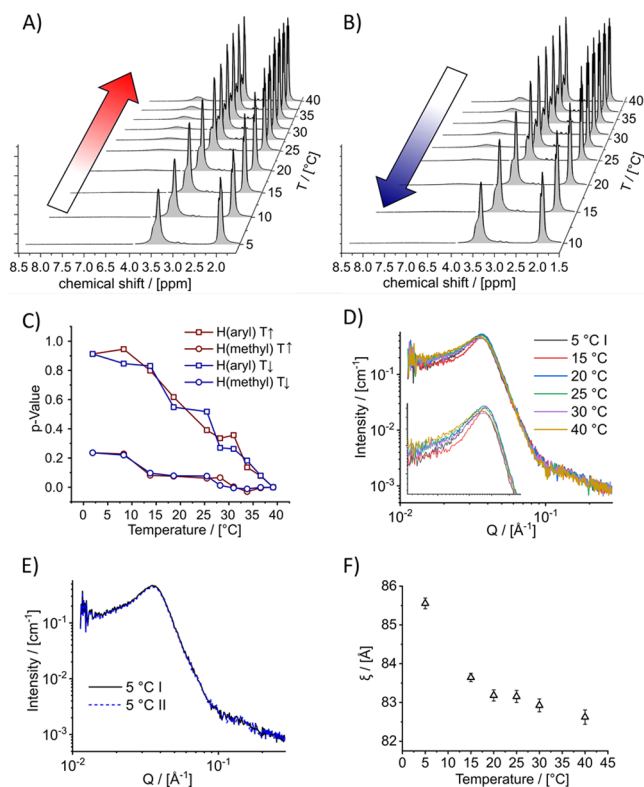 A)
40
35
30
25
20
15
10
5
T / [°C]
8.5 8.0 7.5 7.0 6.5 6.0 5.5 5.0 4.5 4.0 3.5 3.0 2.5 2.0
chemical shift / [ppm]
B)
40
35
30
25
20
15
10
T / [°C]
8.5 8.0 7.5 7.0 6.5 6.0 5.5 5.0 4.5 4.0 3.5 3.0 2.5 2.0 1.5
chemical shift / [ppm]
C)
H(aryl) T↑
H(methyl) T↑
H(aryl) T↓
H(methyl) T↓
1.0
0.8
0.6
0.4
0.2
0.0
p-Value
0 5 10 15 20 25 30 35 40
Temperature / [°C]
D)
5 °C I
15 °C
20 °C
25 °C
30 °C
40 °C
10⁻¹
10⁻²
10⁻³
Intensity / [cm⁻¹]
10⁻² 10⁻¹
Q / [Å⁻¹]
E)
5 °C I
5 °C II
10⁻¹
10⁻²
10⁻³
Intensity / [cm⁻¹]
10⁻² 10⁻¹
Q / [Å⁻¹]
F)
86
85
84
83
82
ξ / [Å]
0 5 10 15 20 25 30 35 40 45
Temperature / [°C]